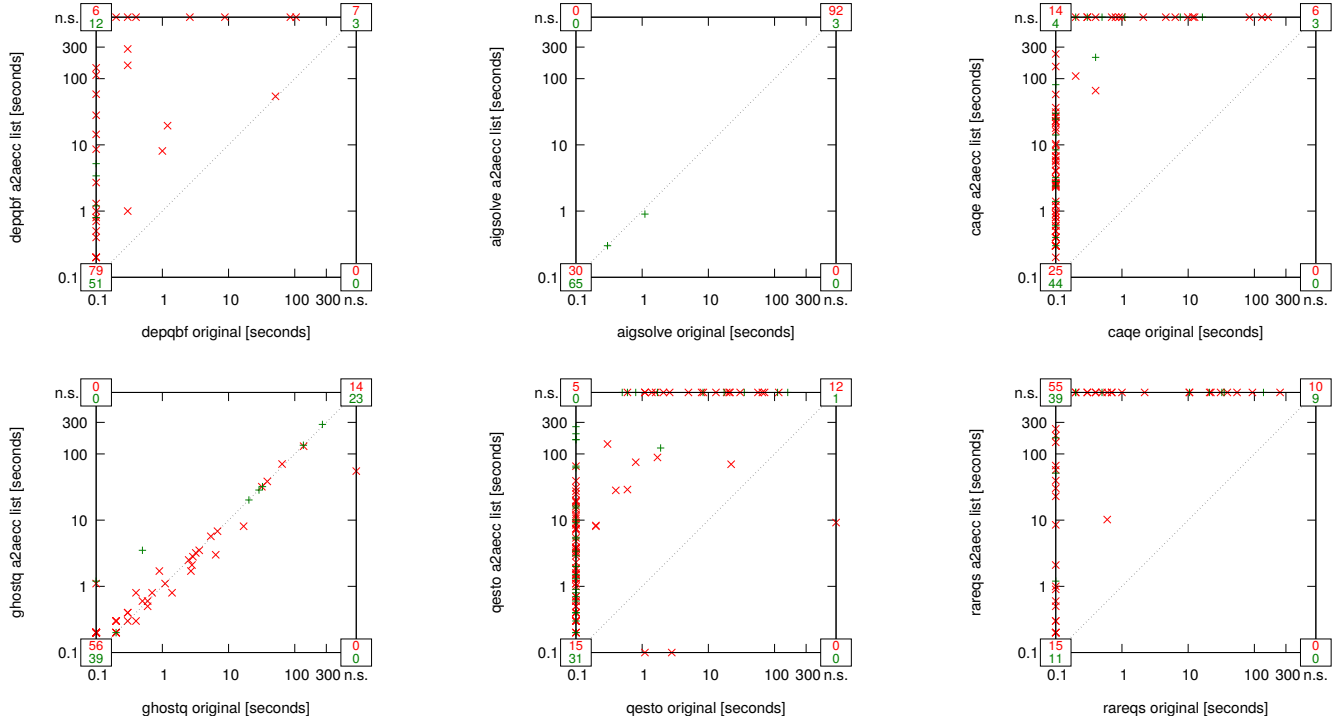 6 7
n.s. 12 3
300
100
10
1
0.1 79 0
51 0
0.1 1 10 100 300 n.s.
depqbf original [seconds]
depqbf a2aecc list [seconds]
0 92
n.s. 0 3
300
100
10
1
0.1 30 0
65 0
0.1 1 10 100 300 n.s.
aigsolve original [seconds]
aigsolve a2aecc list [seconds]
14 6
n.s. 4 3
300
100
10
1
0.1 25 0
44 0
0.1 1 10 100 300 n.s.
caqe original [seconds]
caqe a2aecc list [seconds]
0 14
n.s. 0 23
300
100
10
1
0.1 56 0
39 0
0.1 1 10 100 300 n.s.
ghostq original [seconds]
ghostq a2aecc list [seconds]
5 12
n.s. 0 1
300
100
10
1
0.1 15 0
31 0
0.1 1 10 100 300 n.s.
qesto original [seconds]
qesto a2aecc list [seconds]
55 10
n.s. 39 9
300
100
10
1
0.1 15 0
11 0
0.1 1 10 100 300 n.s.
rareqs original [seconds]
rareqs a2aecc list [seconds]